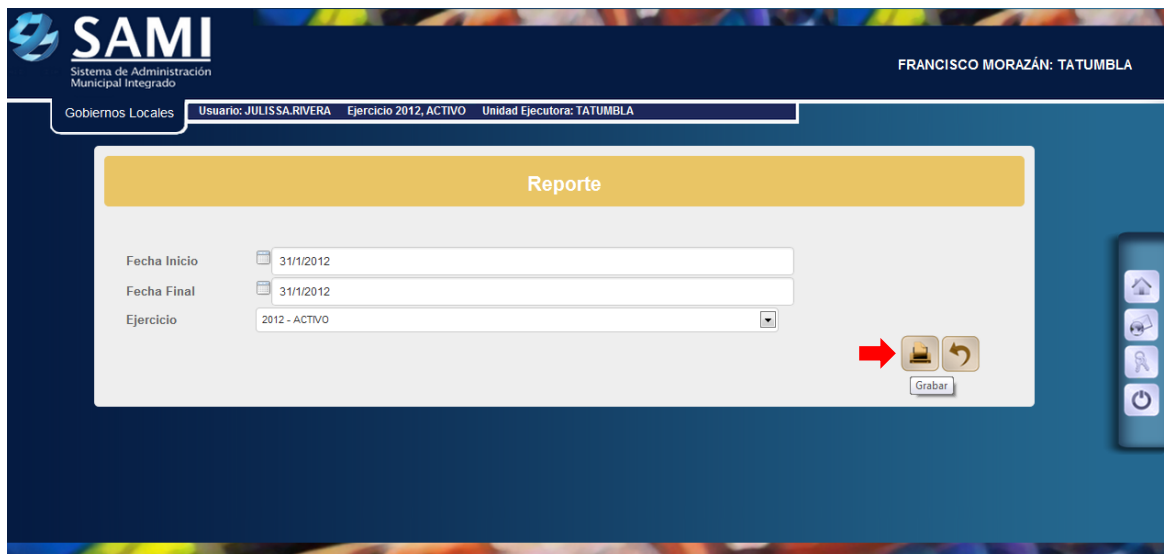 SAMI
Sistema de Administración
Municipal Integrado
FRANCISCO MORAZÁN: TATUMBLA
Gobiernos Locales
Usuario: JULISSA.RIVERA Ejercicio 2012, ACTIVO Unidad Ejecutora: TATUMBLA
Reporte
Fecha Inicio 31/1/2012
Fecha Final 31/1/2012
Ejercicio 2012 - ACTIVO
Grabar